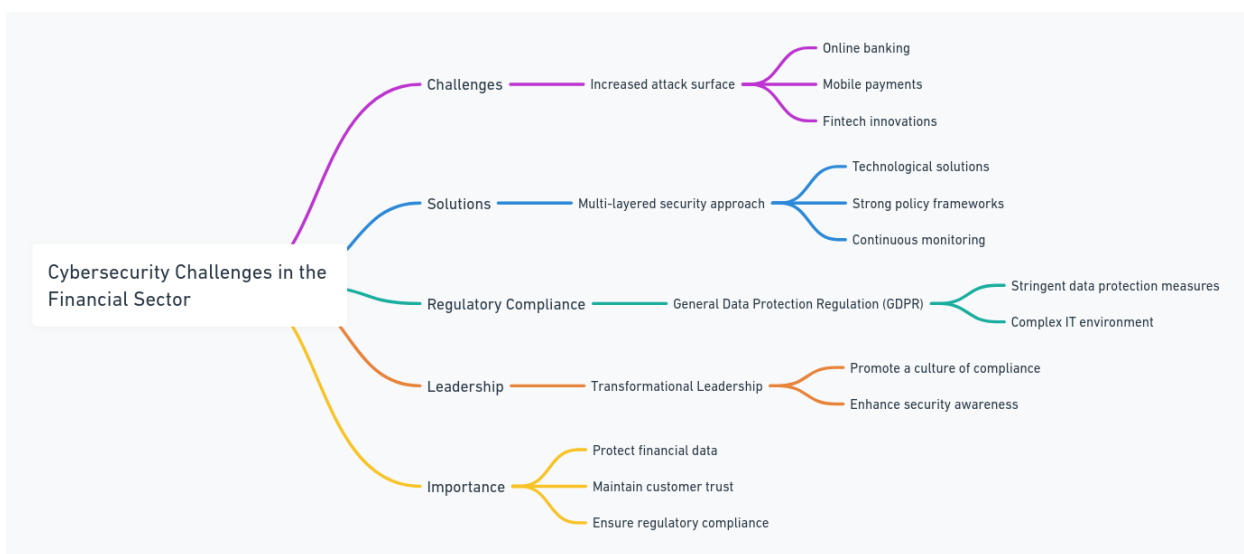 Cybersecurity Challenges in the
Financial Sector
Challenges
Increased attack surface
Online banking
Mobile payments
Fintech innovations
Solutions
Multi-layered security approach
Technological solutions
Strong policy frameworks
Continuous monitoring
Regulatory Compliance
General Data Protection Regulation (GDPR)
Stringent data protection measures
Complex IT environment
Leadership
Transformational Leadership
Promote a culture of compliance
Enhance security awareness
Importance
Protect financial data
Maintain customer trust
Ensure regulatory compliance